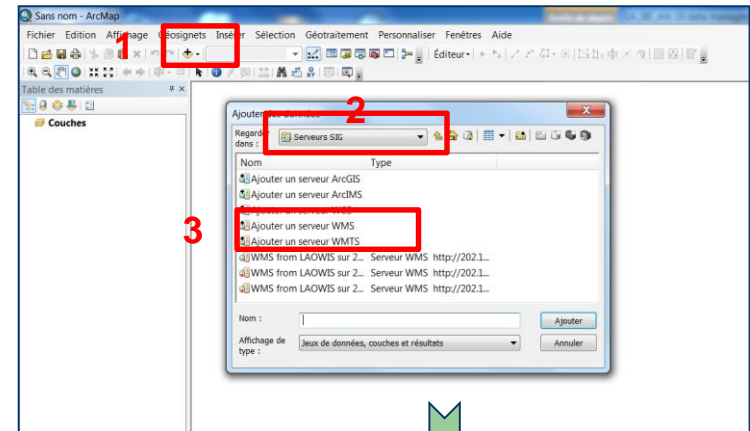 Sans nom - ArcMap
Fichier Edition Affichage Géosignets Insérer Sélection Géotraitement Personnaliser Fenêtres Aide
1
Éditeur
Table des matières
Couches
2
Ajouter des données
Regarder dans : Serveurs SIG
Nom Type
Ajouter un serveur ArcGIS
Ajouter un serveur ArcIMS
Ajouter un serveur WCS
3
Ajouter un serveur WMS
Ajouter un serveur WMTS
WMS from LAOWIS sur 2... Serveur WMS http://202.1...
WMS from LAOWIS sur 2... Serveur WMS http://202.1...
WMS from LAOWIS sur 2... Serveur WMS http://202.1...
Nom :
Ajouter
Affichage de type : Jeux de données, couches et résultats
Annuler